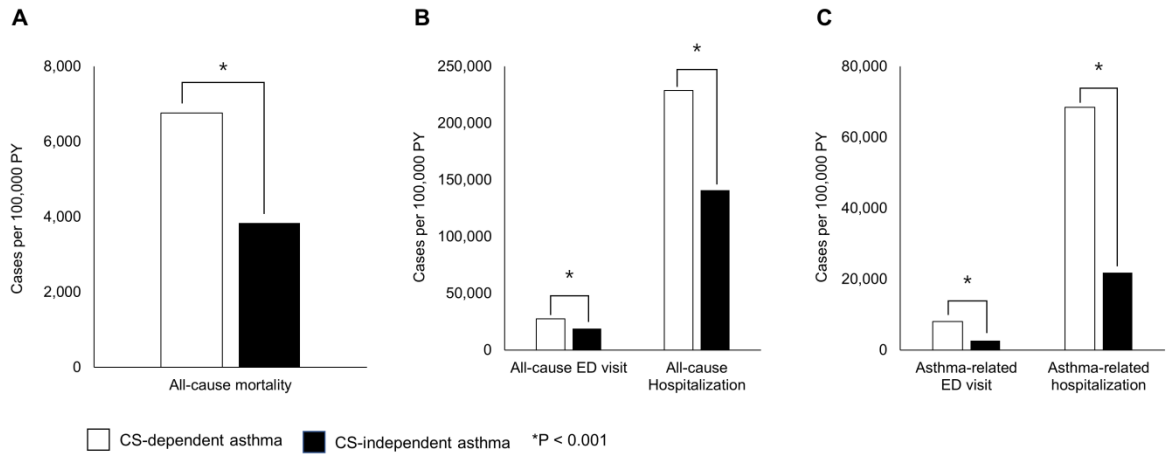 A
Cases per 100,000 PY
8,000
6,000
4,000
2,000
0
*
All-cause mortality
B
Cases per 100,000 PY
250,000
200,000
150,000
100,000
50,000
0
*
*
All-cause ED visit
All-cause
Hospitalization
C
Cases per 100,000 PY
80,000
60,000
40,000
20,000
0
*
*
Asthma-related
ED visit
Asthma-related
hospitalization
CS-dependent asthma
CS-independent asthma
*P < 0.001